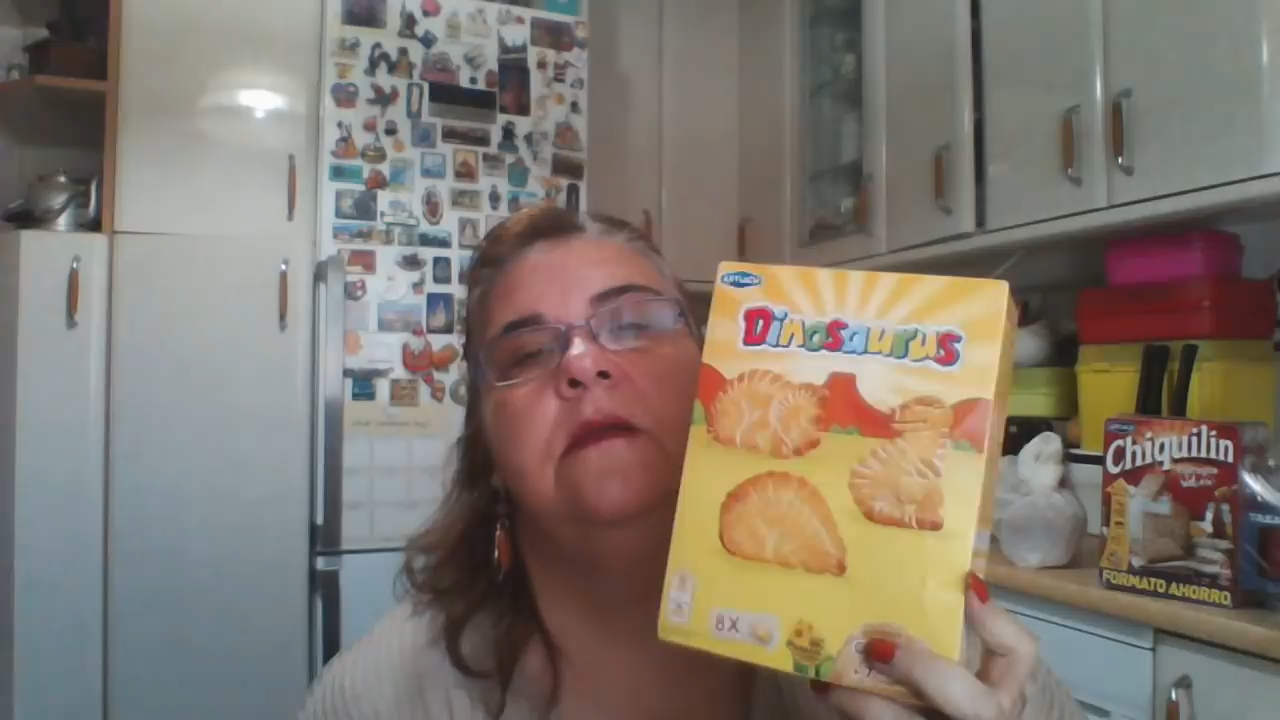 ARTIACH
Dinosaurus
8X
Chiquilin
FORMATO AHORRO